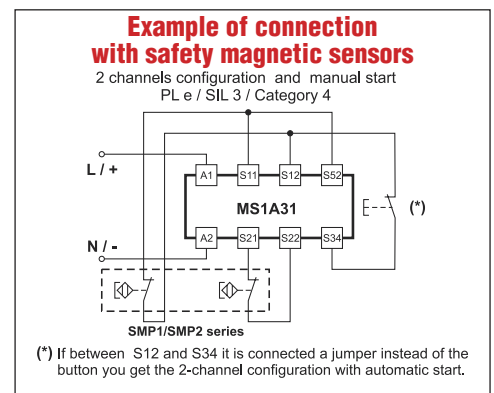 Example of connection
with safety magnetic sensors
2 channels configuration and manual start
PL e / SIL 3 / Category 4
L / +
A1 S11 S12 S52
MS1A31
(*)
N / -
A2 S21 S22 S34
SMP1/SMP2 series
(*) If between S12 and S34 it is connected a jumper instead of the
button you get the 2-channel configuration with automatic start.